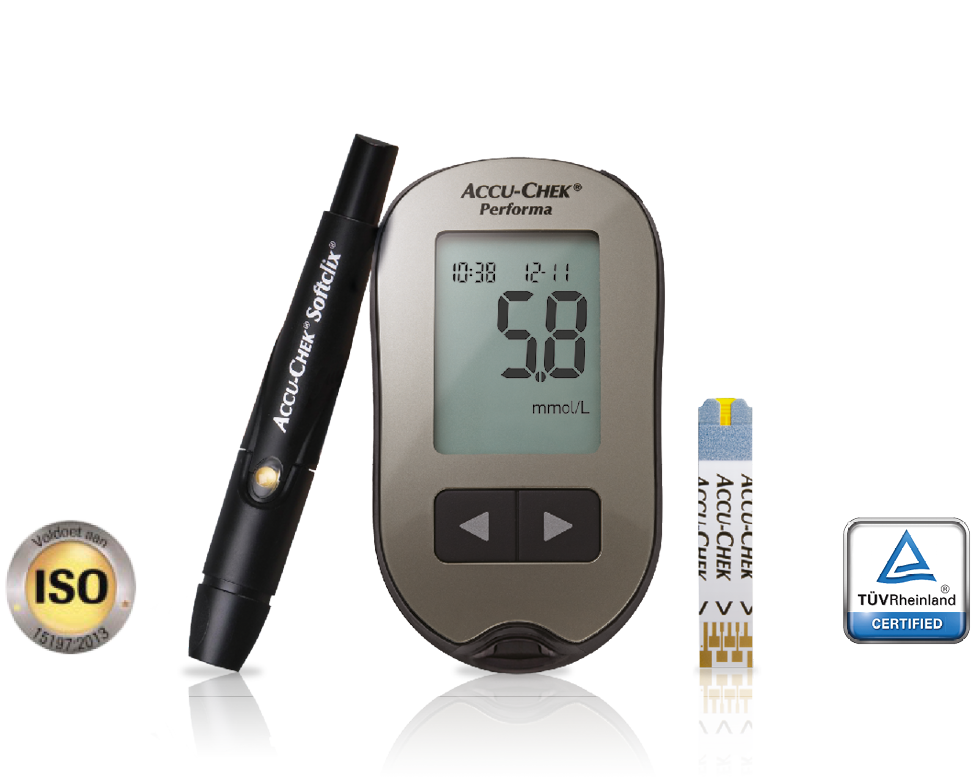 ACCU-CHEK® Softclix®
ACCU-CHEK®
Performa
10:38 12-11
5.8
mmol/L
ACCU-CHEK
ACCU-CHEK
ACCU-CHEK
Voldoet aan
ISO
15197:2013
TÜVRheinland®
CERTIFIED